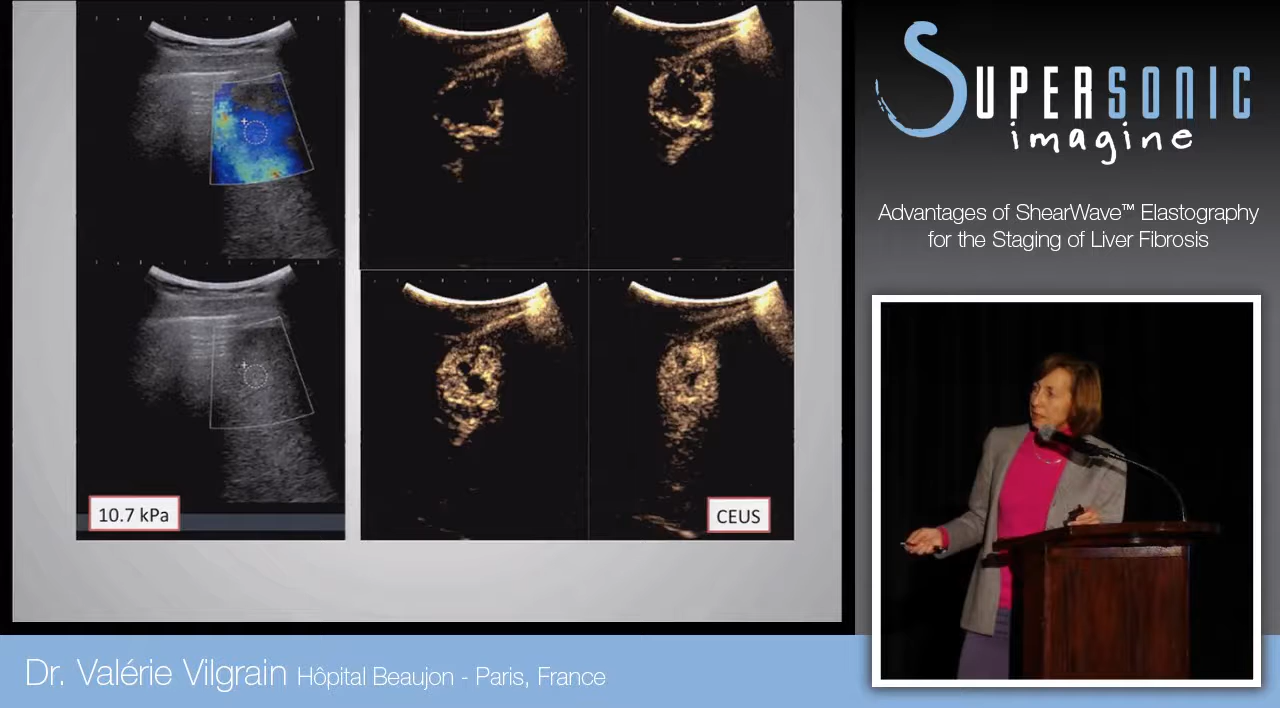 10.7 kPa
CEUS
SUPERSONIC
imagine
Advantages of ShearWave™ Elastography
for the Staging of Liver Fibrosis
Dr. Valérie Vilgrain Hôpital Beaujon - Paris, France